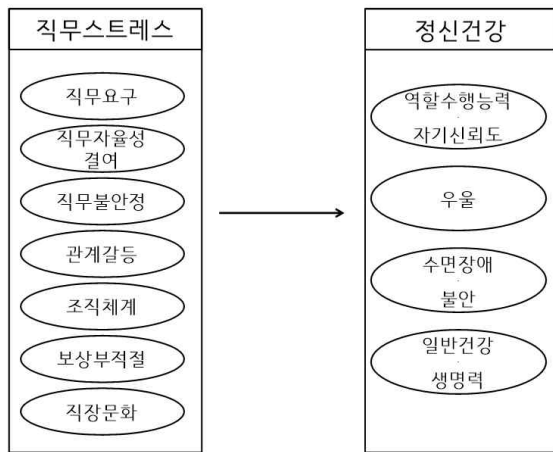 직무스트레스
직무요구
직무자율성
결여
직무불안정
관계갈등
조직체계
보상부적절
직장문화
정신건강
역할수행능력
·
자기신뢰도
우울
수면장애
·
불안
일반건강
·
생명력